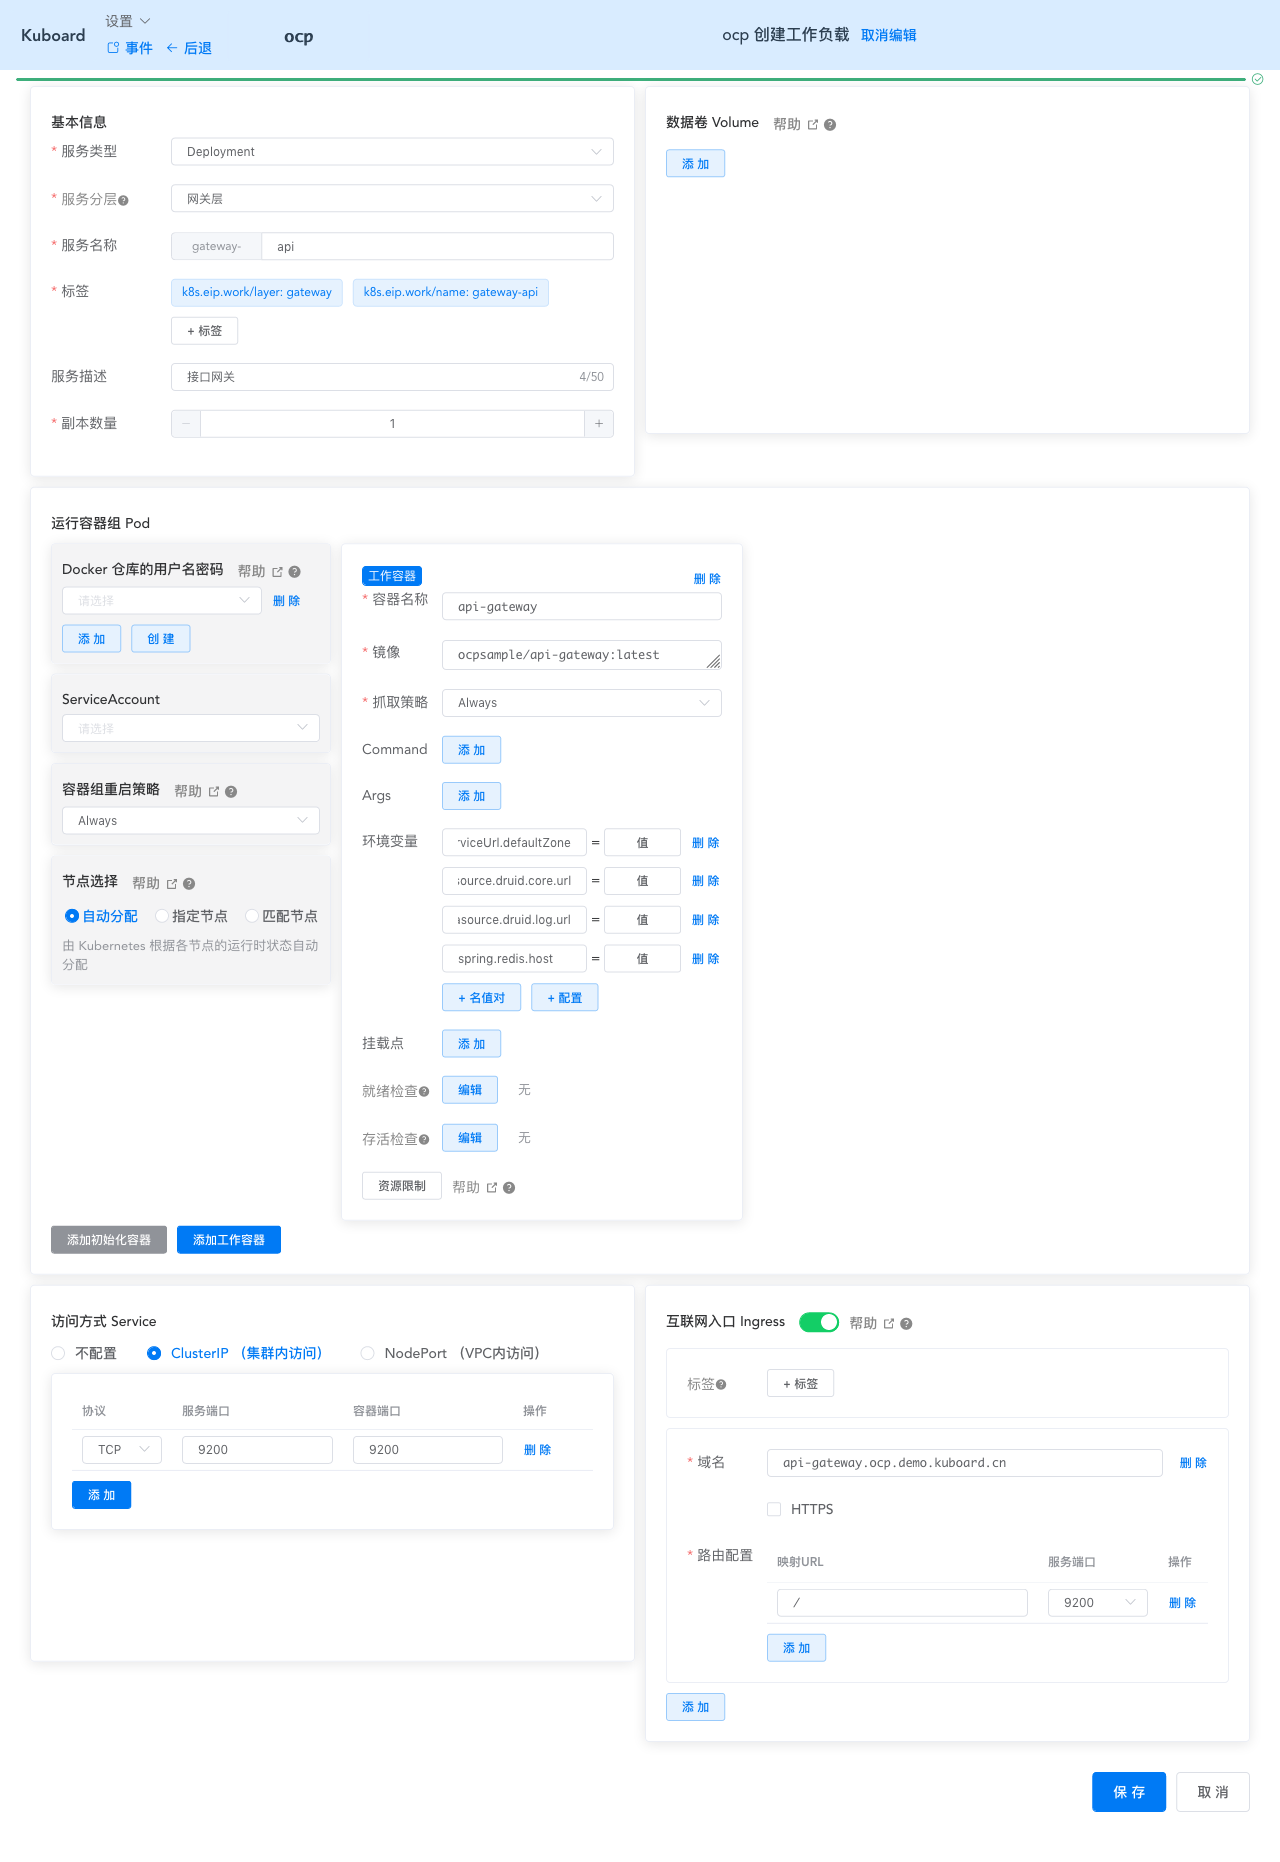 Kuboard
设置
事件 后退
ocp
ocp 创建工作负载 取消编辑
基本信息
* 服务类型 Deployment
* 服务分层 网关层
* 服务名称 gateway- api
* 标签 k8s.eip.work/layer: gateway k8s.eip.work/name: gateway-api
+ 标签
服务描述 接口网关 4/50
* 副本数量 1
数据卷 Volume 帮助
添 加
运行容器组 Pod
Docker 仓库的用户名密码 帮助
请选择 删 除
添 加 创 建
ServiceAccount
请选择
容器组重启策略 帮助
Always
节点选择 帮助
自动分配 指定节点 匹配节点
由 Kubernetes 根据各节点的运行时状态自动
分配
工作容器 删 除
* 容器名称 api-gateway
* 镜像 ocpsample/api-gateway:latest
* 抓取策略 Always
Command 添 加
Args 添 加
环境变量 viceUrl.defaultZone = 值 删 除
source.druid.core.url = 值 删 除
asource.druid.log.url = 值 删 除
spring.redis.host = 值 删 除
+ 名值对 + 配置
挂载点 添 加
就绪检查 编辑 无
存活检查 编辑 无
资源限制 帮助
添加初始化容器 添加工作容器
访问方式 Service
不配置 ClusterIP （集群内访问） NodePort （VPC内访问）
协议 服务端口 容器端口 操作
TCP 9200 9200 删 除
添 加
互联网入口 Ingress 帮助
标签 + 标签
* 域名 api-gateway.ocp.demo.kuboard.cn 删 除
HTTPS
* 路由配置 映射URL 服务端口 操作
/ 9200 删 除
添 加
添 加
保 存 取 消